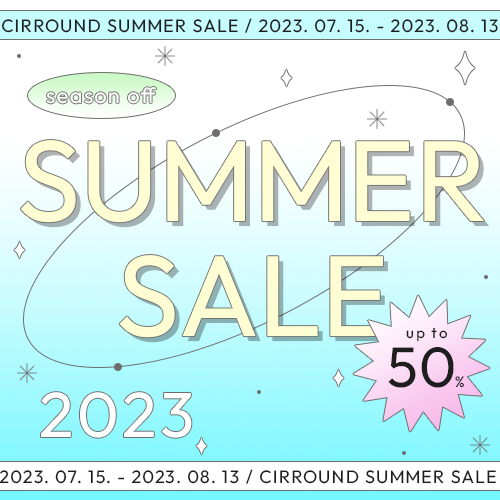 CIRROUND SUMMER SALE / 2023. 07. 15. - 2023. 08. 13
season off
SUMMER
SALE
up to
50%
2023
2023. 07. 15. - 2023. 08. 13 / CIRROUND SUMMER SALE